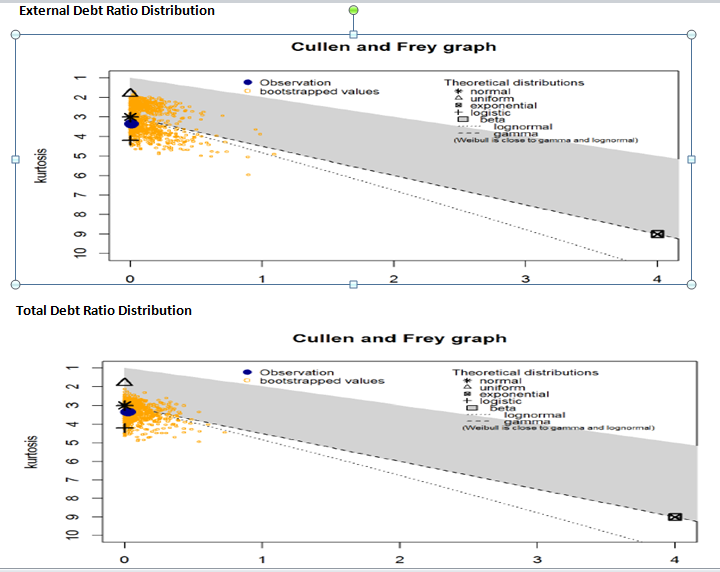 External Debt Ratio Distribution
Cullen and Frey graph
Observation
bootstrapped values
Theoretical distributions
normal
uniform
exponential
logistic
beta
lognormal
gamma
(Weibull is close to gamma and lognormal)
kurtosis
1
2
3
4
5
6
7
8
9
10
0 1 2 3 4
Total Debt Ratio Distribution
Cullen and Frey graph
Observation
bootstrapped values
Theoretical distributions
normal
uniform
exponential
logistic
beta
lognormal
gamma
(Weibull is close to gamma and lognormal)
kurtosis
1
2
3
4
5
6
7
8
9
10
0 1 2 3 4